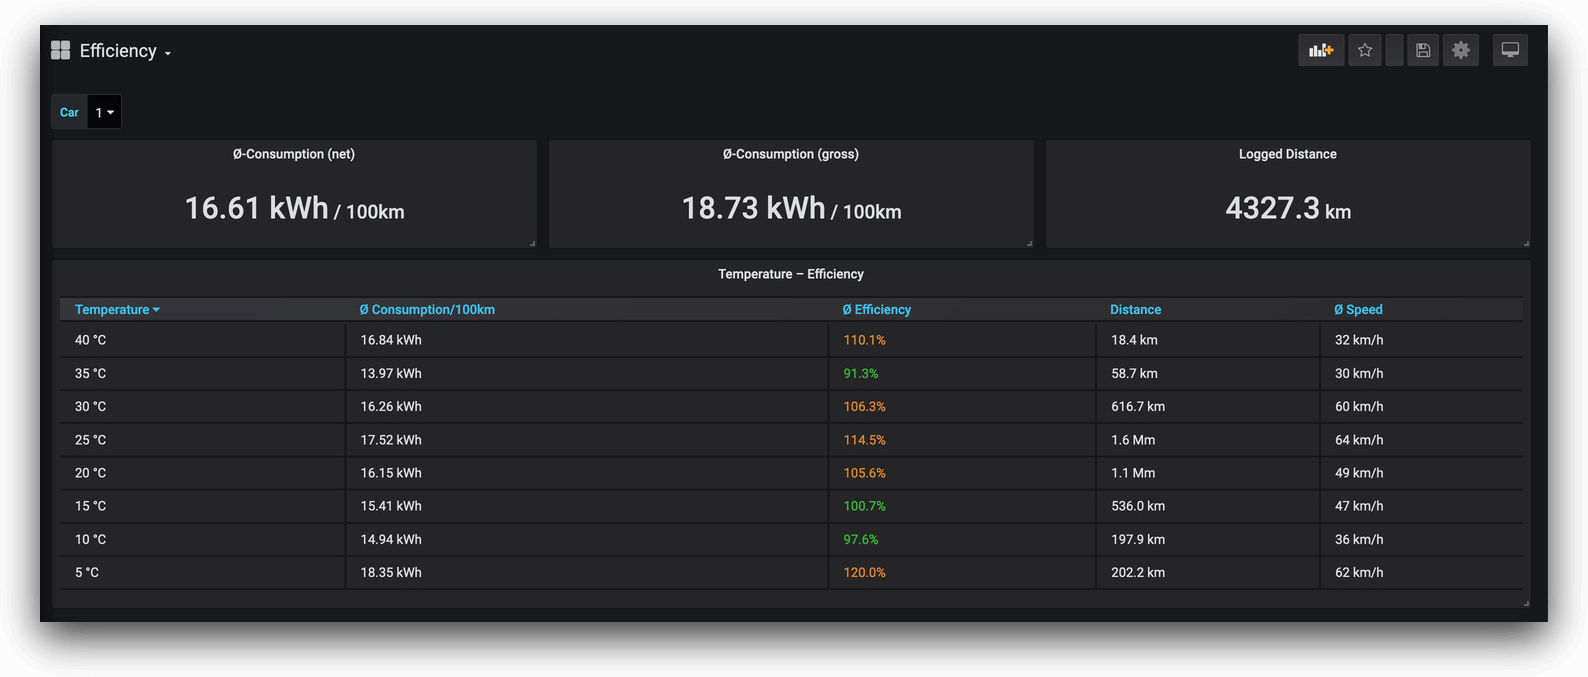 Efficiency
Car 1
Ø-Consumption (net) Ø-Consumption (gross) Logged Distance
16.61 kWh / 100km 18.73 kWh / 100km 4327.3 km
Temperature – Efficiency
Temperature Ø Consumption/100km Ø Efficiency Distance Ø Speed
40 °C 16.84 kWh 110.1% 18.4 km 32 km/h
35 °C 13.97 kWh 91.3% 58.7 km 30 km/h
30 °C 16.26 kWh 106.3% 616.7 km 60 km/h
25 °C 17.52 kWh 114.5% 1.6 Mm 64 km/h
20 °C 16.15 kWh 105.6% 1.1 Mm 49 km/h
15 °C 15.41 kWh 100.7% 536.0 km 47 km/h
10 °C 14.94 kWh 97.6% 197.9 km 36 km/h
5 °C 18.35 kWh 120.0% 202.2 km 62 km/h